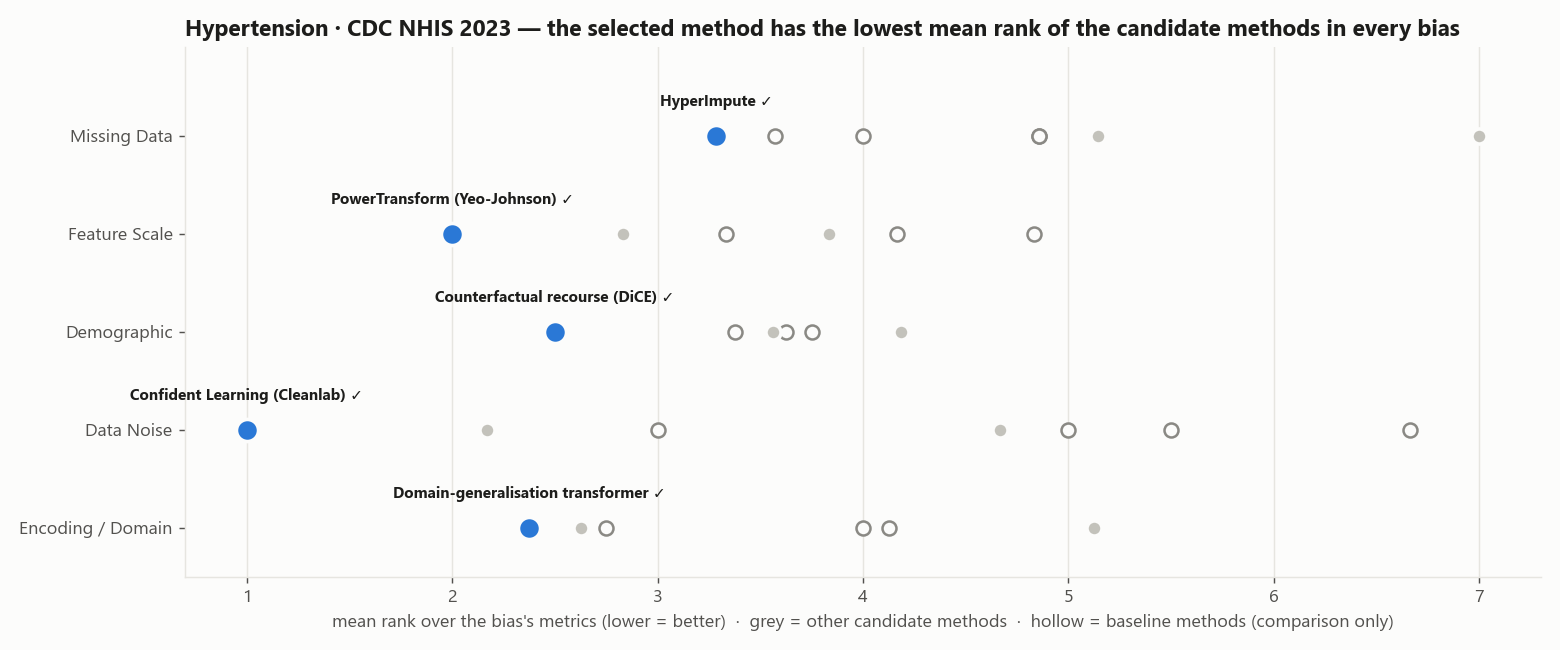 Hypertension · CDC NHIS 2023 — the selected method has the lowest mean rank of the candidate methods in every bias
HyperImpute ✓
Missing Data
PowerTransform (Yeo-Johnson) ✓
Feature Scale
Counterfactual recourse (DiCE) ✓
Demographic
Confident Learning (Cleanlab) ✓
Data Noise
Domain-generalisation transformer ✓
Encoding / Domain
1 2 3 4 5 6 7
mean rank over the bias's metrics (lower = better) · grey = other candidate methods · hollow = baseline methods (comparison only)